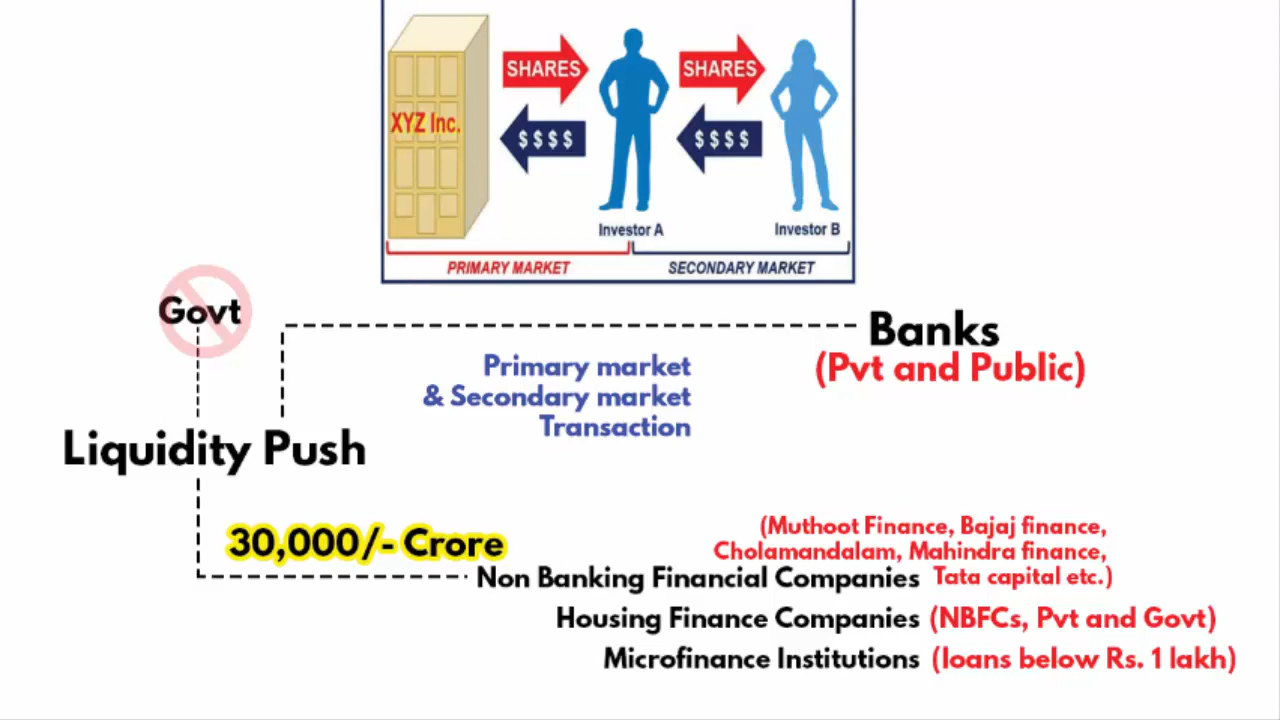 XYZ Inc.
SHARES
SHARES
$ $ $ $
$ $ $ $
Investor A
Investor B
PRIMARY MARKET
SECONDARY MARKET
Govt
Banks
(Pvt and Public)
Primary market
& Secondary market
Transaction
Liquidity Push
30,000/- Crore
(Muthoot Finance, Bajaj finance,
Cholamandalam, Mahindra finance,
Non Banking Financial Companies Tata capital etc.)
Housing Finance Companies (NBFCs, Pvt and Govt)
Microfinance Institutions (loans below Rs. 1 lakh)